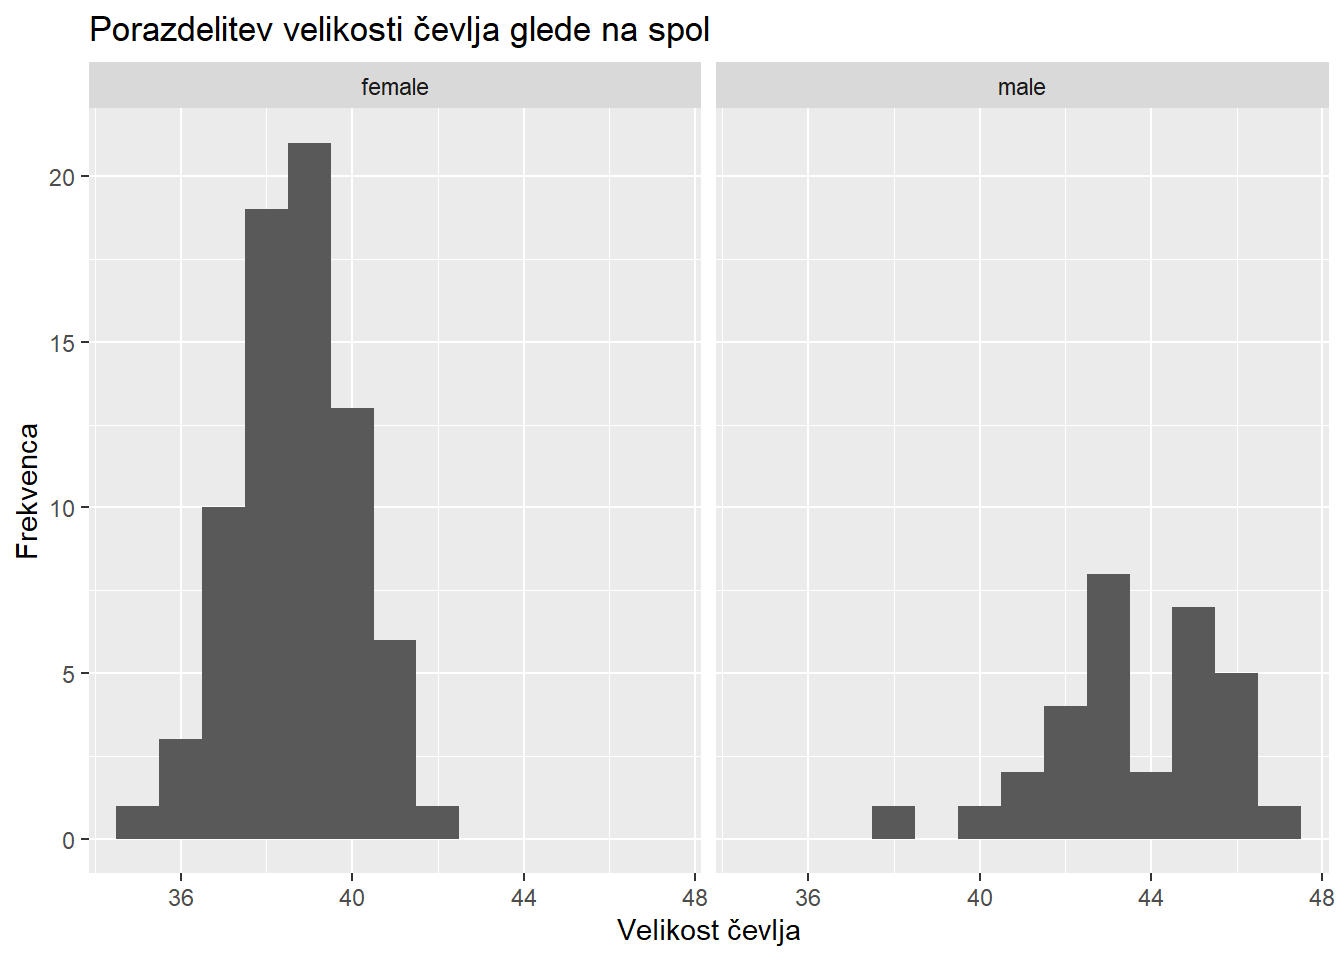 Porazdelitev velikosti čevlja glede na spol
female
male
20
15
10
5
0
Frekvenca
36 40 44 48
36 40 44 48
Velikost čevlja